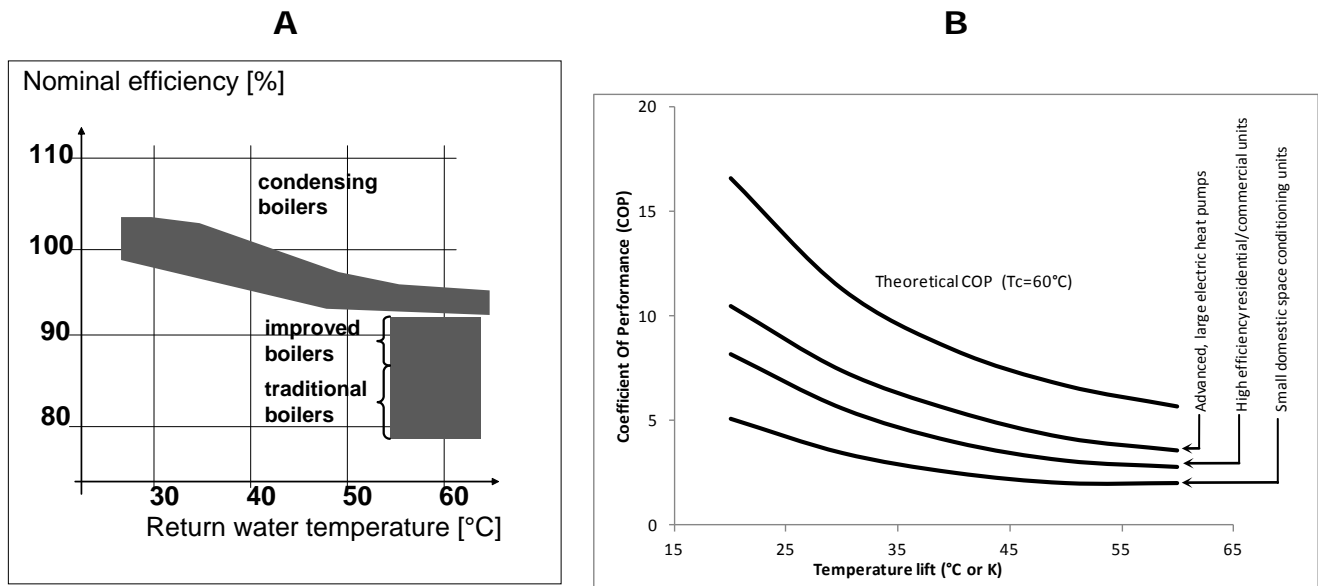 A
Nominal efficiency [%]
110
100
90
80
condensing
boilers
improved
boilers
traditional
boilers
30 40 50 60
Return water temperature [°C]
B
20
15
10
5
0
Coefficient Of Performance (COP)
Theoretical COP (Tc=60°C)
Advanced, large electric heat pumps
High efficiency residential/commercial units
Small domestic space conditioning units
15 25 35 45 55 65
Temperature lift (°C or K)